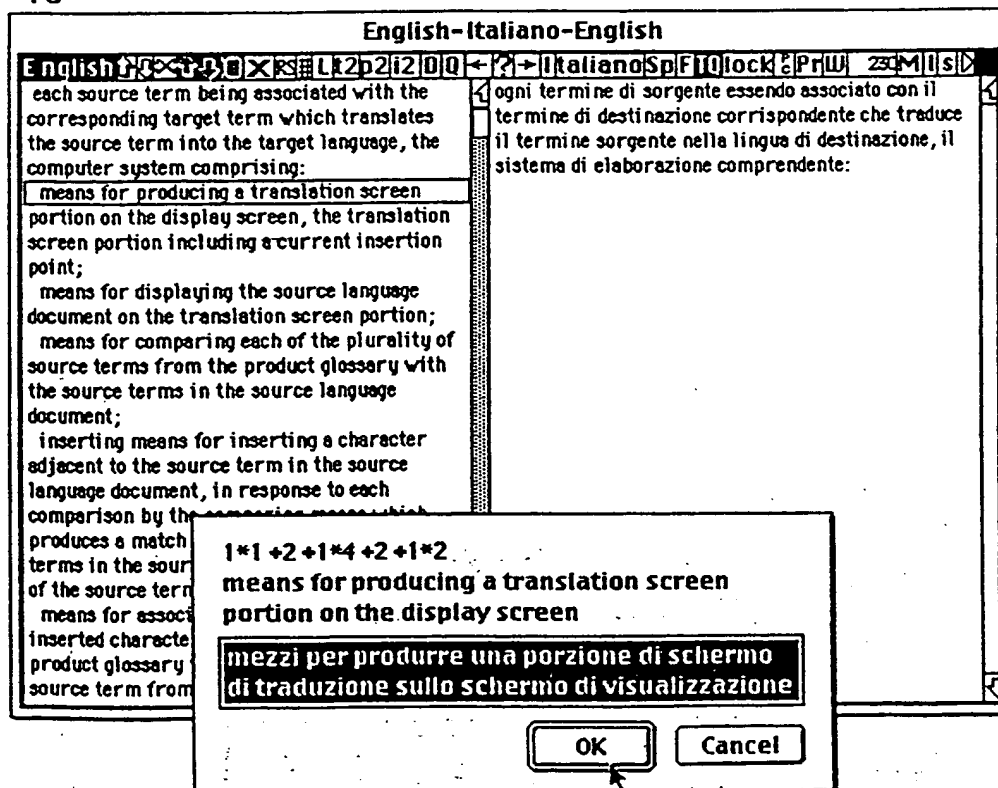 English-Italiano-English
English Lt2p2i2 ? Italiano Sp F lock Pr W 230 M I s
each source term being associated with the
corresponding target term which translates
the source term into the target language, the
computer system comprising:
means for producing a translation screen
portion on the display screen, the translation
screen portion including a current insertion
point;
means for displaying the source language
document on the translation screen portion;
means for comparing each of the plurality of
source terms from the product glossary with
the source terms in the source language
document;
inserting means for inserting a character
adjacent to the source term in the source
language document, in response to each
comparison by the comparing means which
produces a match
terms in the sour
of the source tern
means for associ
inserted characte
product glossary
source term from
ogni termine di sorgente essendo associato con il
termine di destinazione corrispondente che traduce
il termine sorgente nella lingua di destinazione, il
sistema di elaborazione comprendente:
1*1 +2 +1*4 +2 +1*2
means for producing a translation screen
portion on the display screen
mezzi per produrre una porzione di schermo
di traduzione sullo schermo di visualizzazione
OK
Cancel